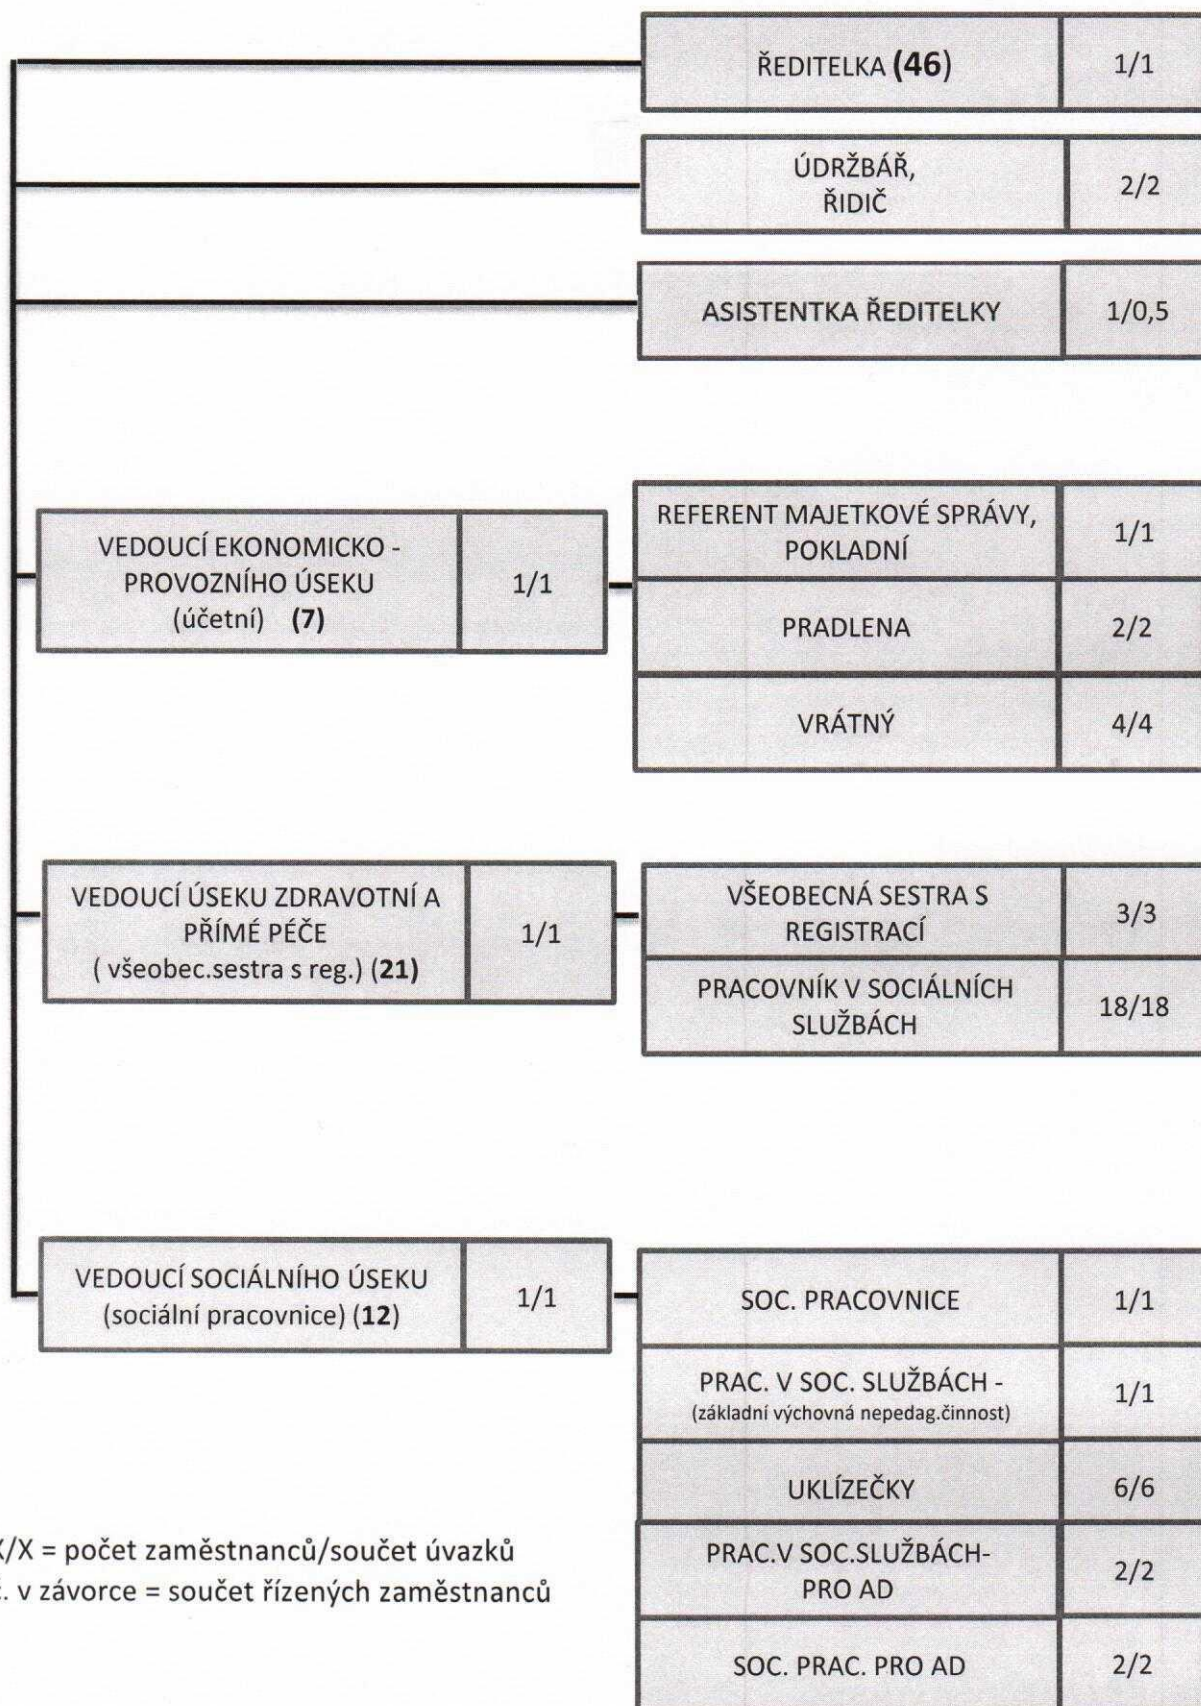 ŘEDITELKA (46) 1/1
ÚDRŽBÁŘ,
ŘIDIČ 2/2
ASISTENTKA ŘEDITELKY 1/0,5
VEDOUCÍ EKONOMICKO -
PROVOZNÍHO ÚSEKU
(účetní) (7) 1/1
REFERENT MAJETKOVÉ SPRÁVY,
POKLADNÍ 1/1
PRADLENA 2/2
VRÁTNÝ 4/4
VEDOUCÍ ÚSEKU ZDRAVOTNÍ A
PŘÍMÉ PÉČE
( všeobec.sestra s reg.) (21) 1/1
VŠEOBECNÁ SESTRA S
REGISTRACÍ 3/3
PRACOVNÍK V SOCIÁLNÍCH
SLUŽBÁCH 18/18
VEDOUCÍ SOCIÁLNÍHO ÚSEKU
(sociální pracovnice) (12) 1/1
SOC. PRACOVNICE 1/1
PRAC. V SOC. SLUŽBÁCH -
(základní výchovná nepedag.činnost) 1/1
UKLÍZEČKY 6/6
PRAC.V SOC.SLUŽBÁCH-
PRO AD 2/2
SOC. PRAC. PRO AD 2/2
X/X = počet zaměstnanců/součet úvazků
č. v závorce = součet řízených zaměstnanců